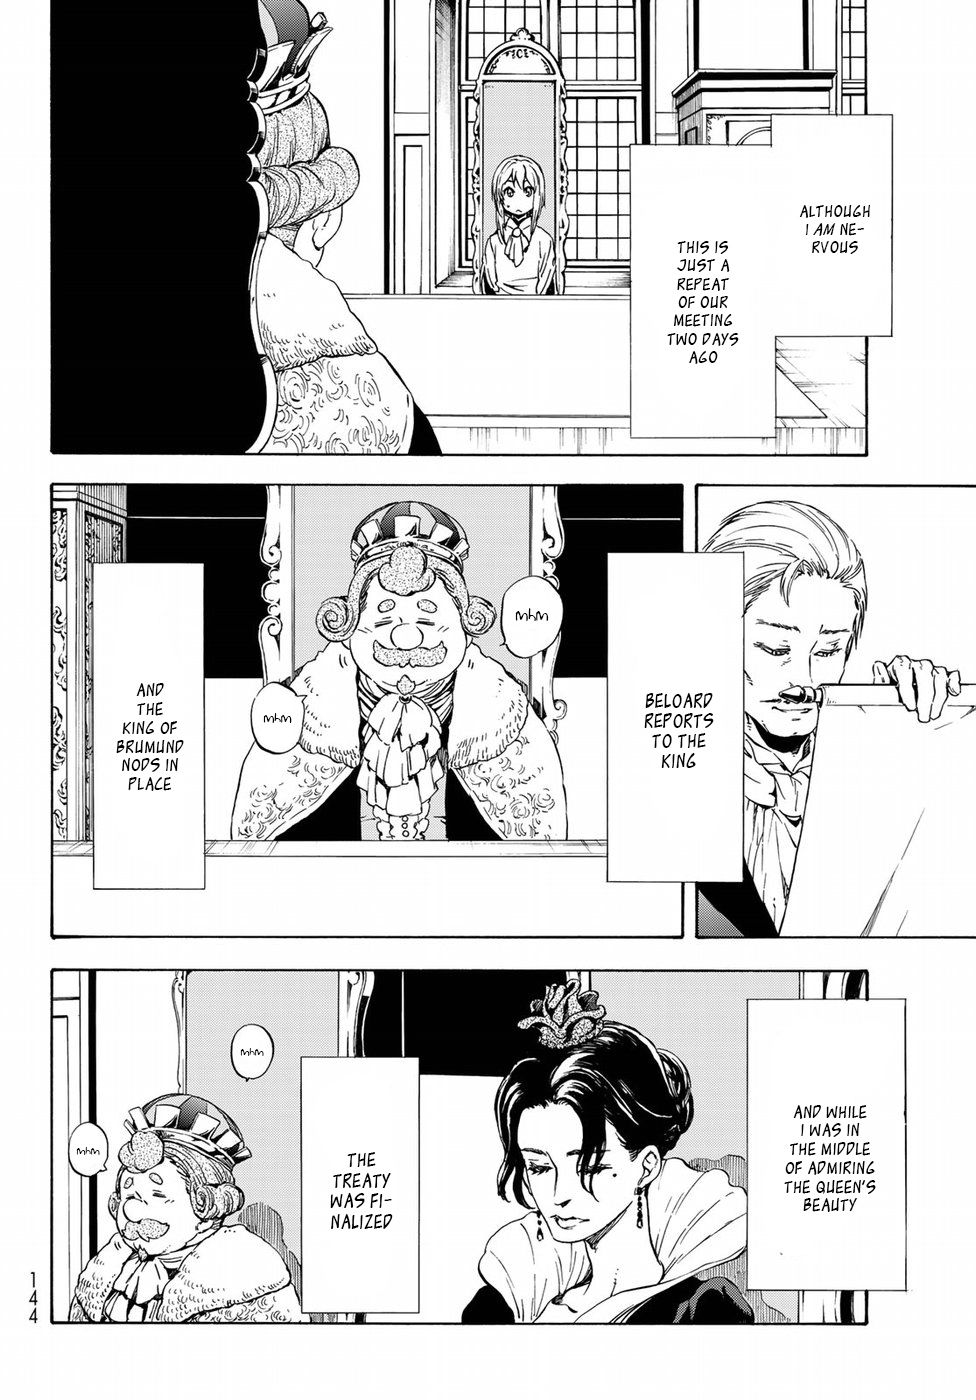 ALTHOUGH
I AM NE-
RVOUS
THIS IS
JUST A
REPEAT
OF OUR
MEETING
TWO DAYS
AGO
BELOARD
REPORTS
TO THE
KING
mhm
mhm
AND
THE
KING OF
BRUMUND
NODS IN
PLACE
AND WHILE
I WAS IN
THE MIDDLE
OF ADMIRING
THE QUEEN'S
BEAUTY
THE
TREATY
WAS FI-
NALIZED
mhm
mhm
144